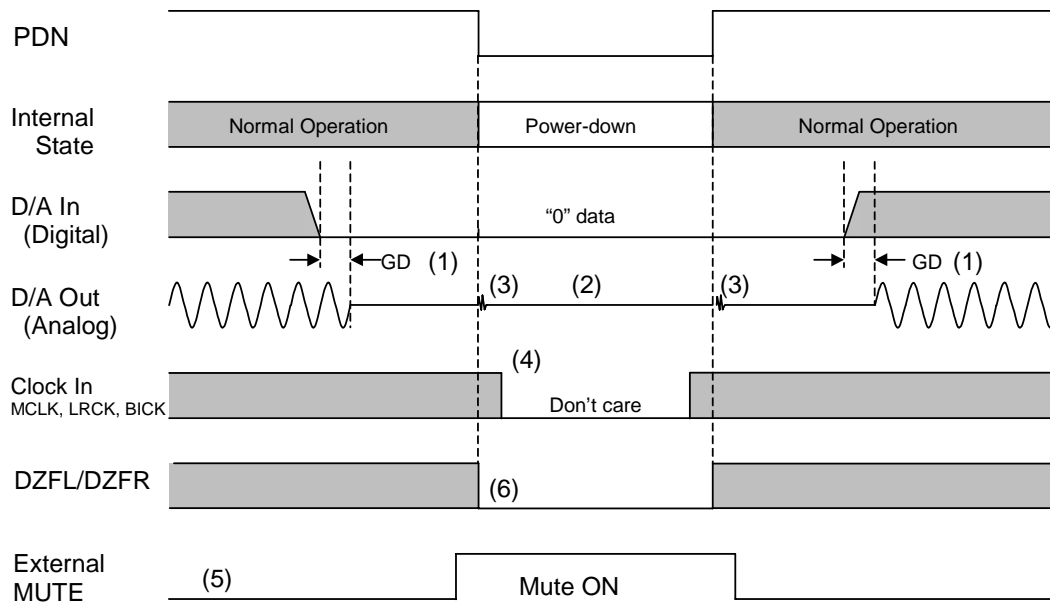 PDN
Internal
State
Normal Operation
Power-down
Normal Operation
D/A In
(Digital)
“0” data
GD (1)
GD (1)
D/A Out
(Analog)
(3)
(2)
(3)
Clock In
MCLK, LRCK, BICK
(4)
Don’t care
DZFL/DZFR
(6)
External
MUTE
(5)
Mute ON